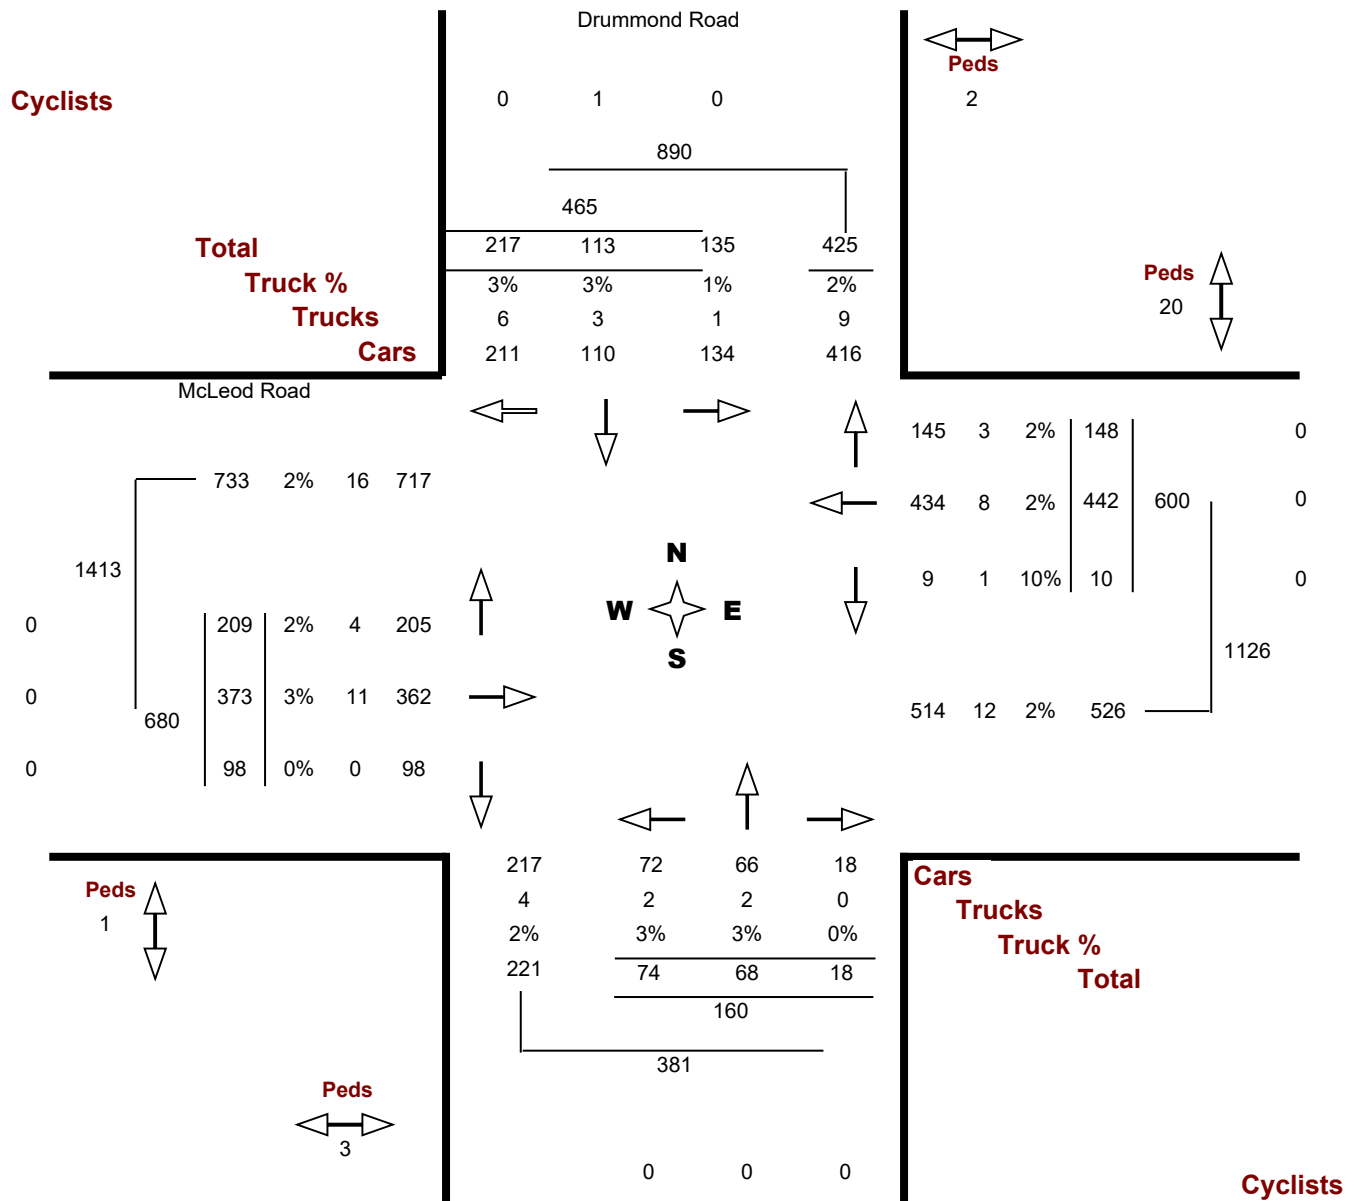 Drummond Road
Peds
2
Cyclists 0 1 0
890
465
Total 217 113 135 425
Truck % 3% 3% 1% 2%
Trucks 6 3 1 9
Cars 211 110 134 416
Peds
20
McLeod Road
145 3 2% 148 0
733 2% 16 717
434 8 2% 442 600 0
N
1413
9 1 10% 10 0
W E
0 209 2% 4 205
S
1126
0 373 3% 11 362
680
514 12 2% 526
0 98 0% 0 98
217 72 66 18 Cars
4 2 2 0 Trucks
2% 3% 3% 0% Truck %
221 74 68 18 Total
Peds
1
160
381
Peds
3
0 0 0 Cyclists